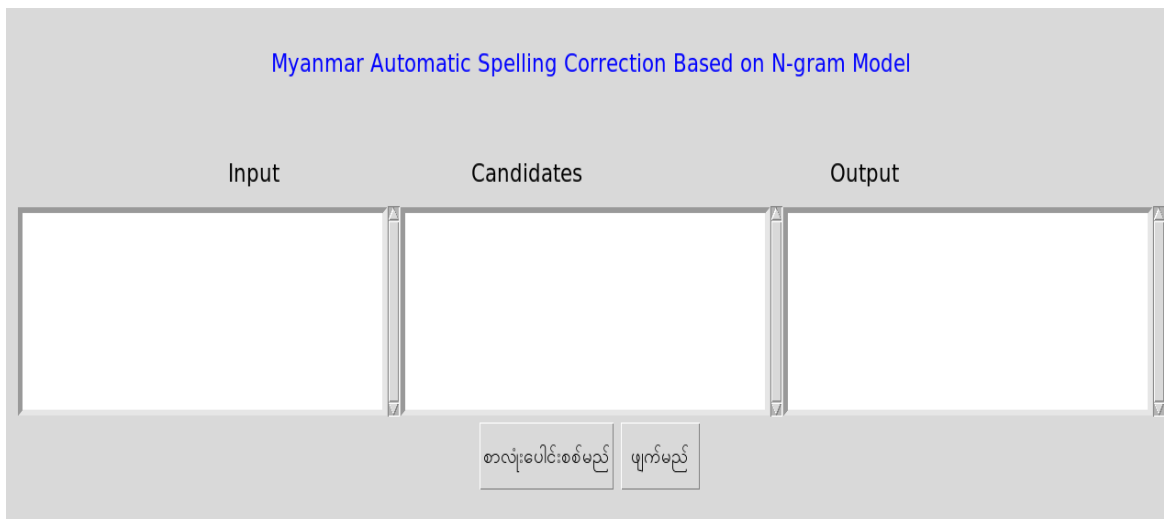 Myanmar Automatic Spelling Correction Based on N-gram Model
Input Candidates Output
စာလုံးပေါင်းစစ်မည် ဖျက်မည်